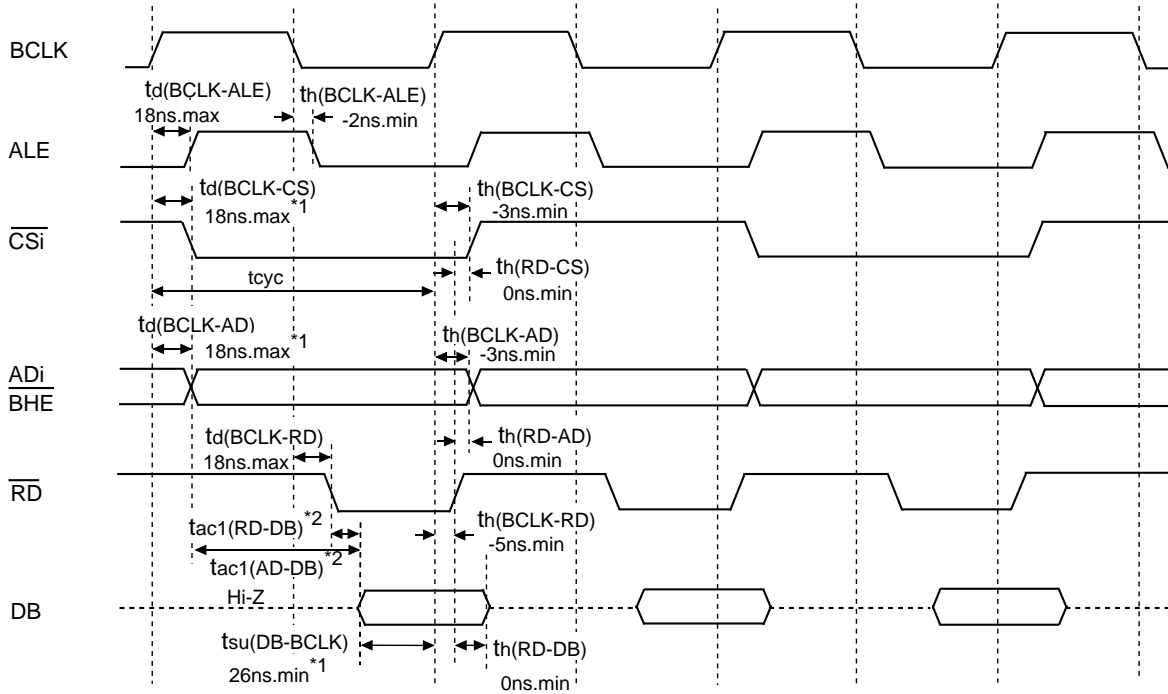 BCLK
td(BCLK-ALE)
18ns.max
th(BCLK-ALE)
-2ns.min
ALE
td(BCLK-CS)
18ns.max*1
th(BCLK-CS)
-3ns.min
CSi
th(RD-CS)
0ns.min
tcyc
td(BCLK-AD)
18ns.max*1
th(BCLK-AD)
-3ns.min
ADi
BHE
td(BCLK-RD)
18ns.max
th(RD-AD)
0ns.min
RD
tac1(RD-DB)*2
th(BCLK-RD)
-5ns.min
tac1(AD-DB)*2
Hi-Z
DB
tsu(DB-BCLK)
26ns.min*1
th(RD-DB)
0ns.min